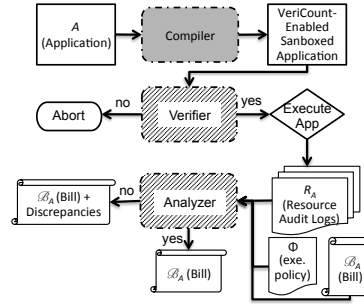 A
(Application)
Compiler
VeriCount-
Enabled
Sanboxed
Application
no
yes
Abort
Verifier
Execute
App
ℬA (Bill) +
Discrepancies
no
Analyzer
RA
(Resource
Audit Logs)
yes
ℬA (Bill)
Φ
(exe.
policy)
ℬA
(Bill)